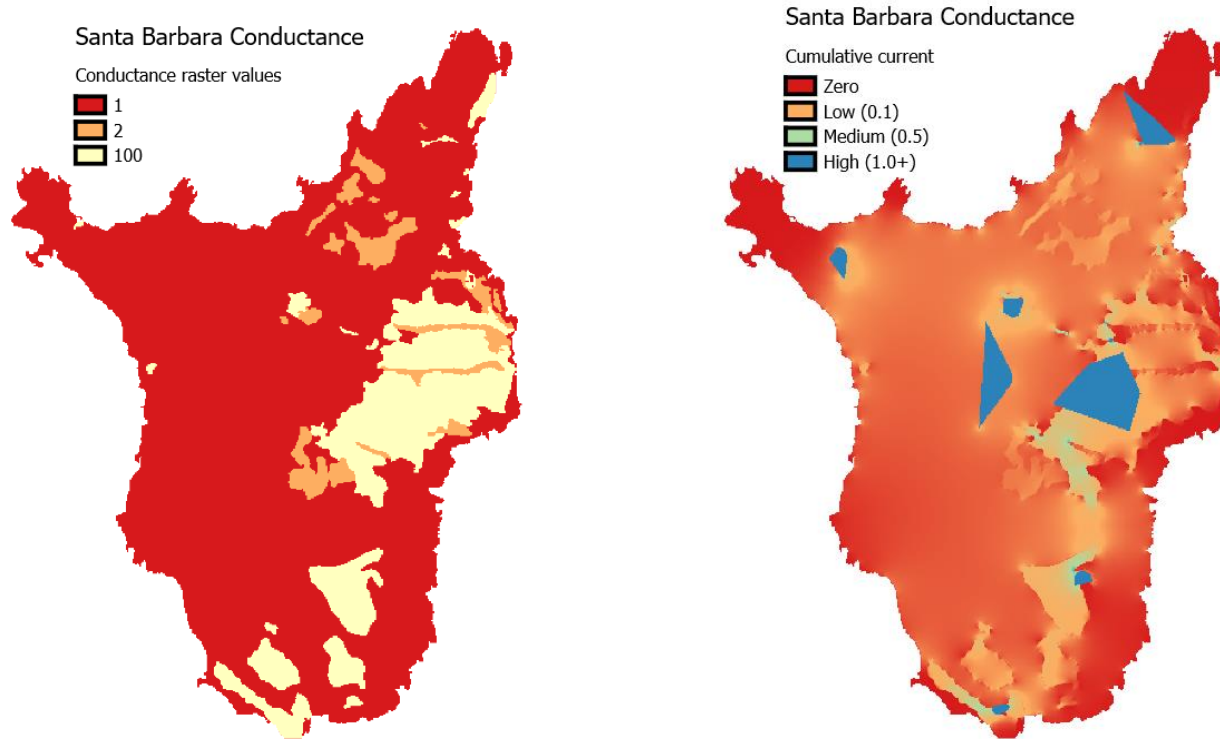 Santa Barbara Conductance
Conductance raster values
1
2
100
Santa Barbara Conductance
Cumulative current
Zero
Low (0.1)
Medium (0.5)
High (1.0+)